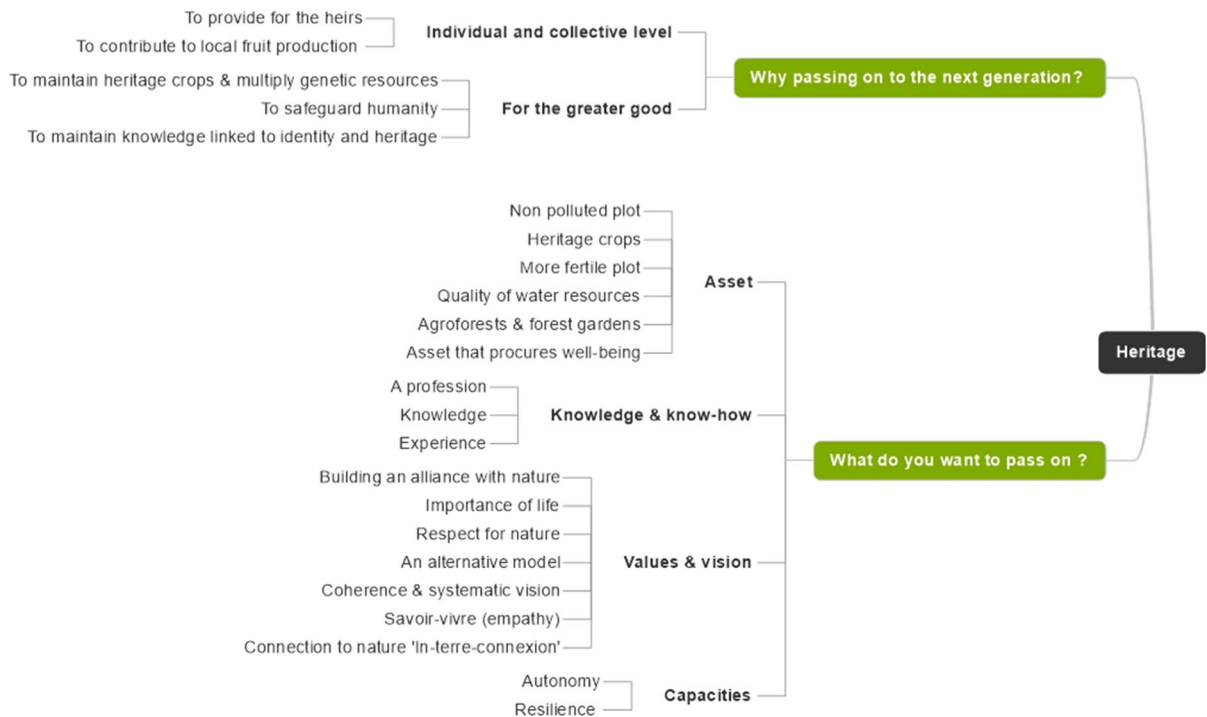 To provide for the heirs
To contribute to local fruit production
Individual and collective level
To maintain heritage crops & multiply genetic resources
To safeguard humanity
To maintain knowledge linked to identity and heritage
For the greater good
Why passing on to the next generation?
Non polluted plot
Heritage crops
More fertile plot
Quality of water resources
Agroforests & forest gardens
Asset that procures well-being
Asset
A profession
Knowledge
Experience
Knowledge & know-how
Building an alliance with nature
Importance of life
Respect for nature
An alternative model
Coherence & systematic vision
Savoir-vivre (empathy)
Connection to nature 'In-terre-connexion'
Values & vision
Autonomy
Resilience
Capacities
What do you want to pass on ?
Heritage